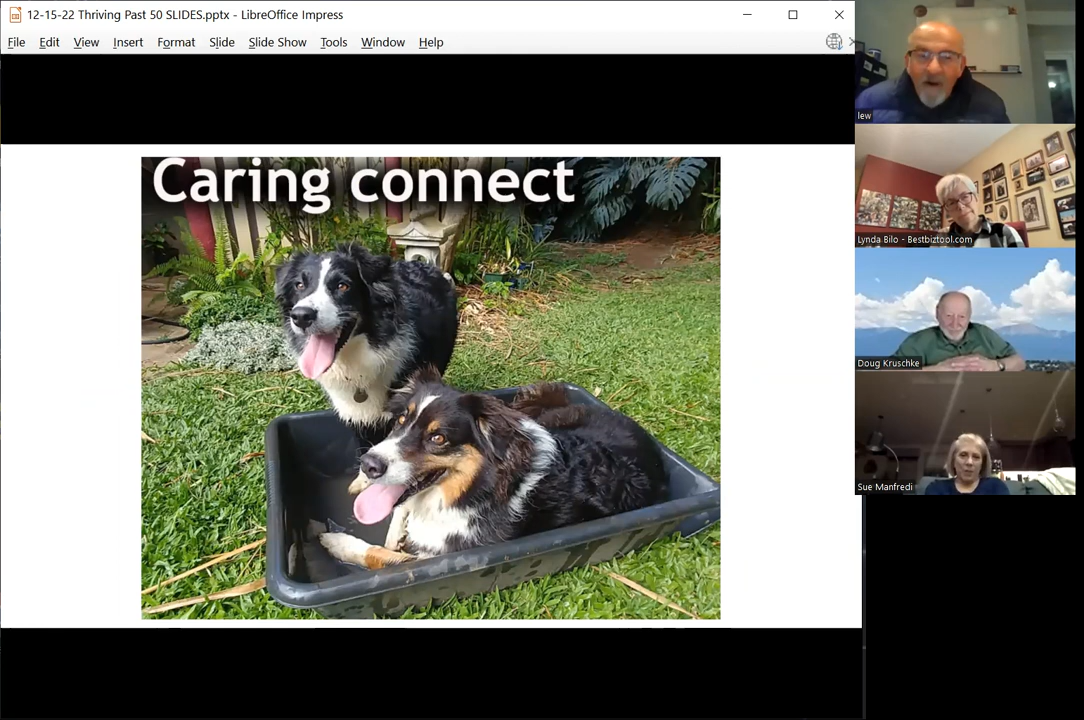 12-15-22 Thriving Past 50 SLIDES.pptx - LibreOffice Impress
File Edit View Insert Format Slide Slide Show Tools Window Help
Caring connect
lew
Lynda Bilo - Bestbiztool.com
Doug Kruschke
Sue Manfredi